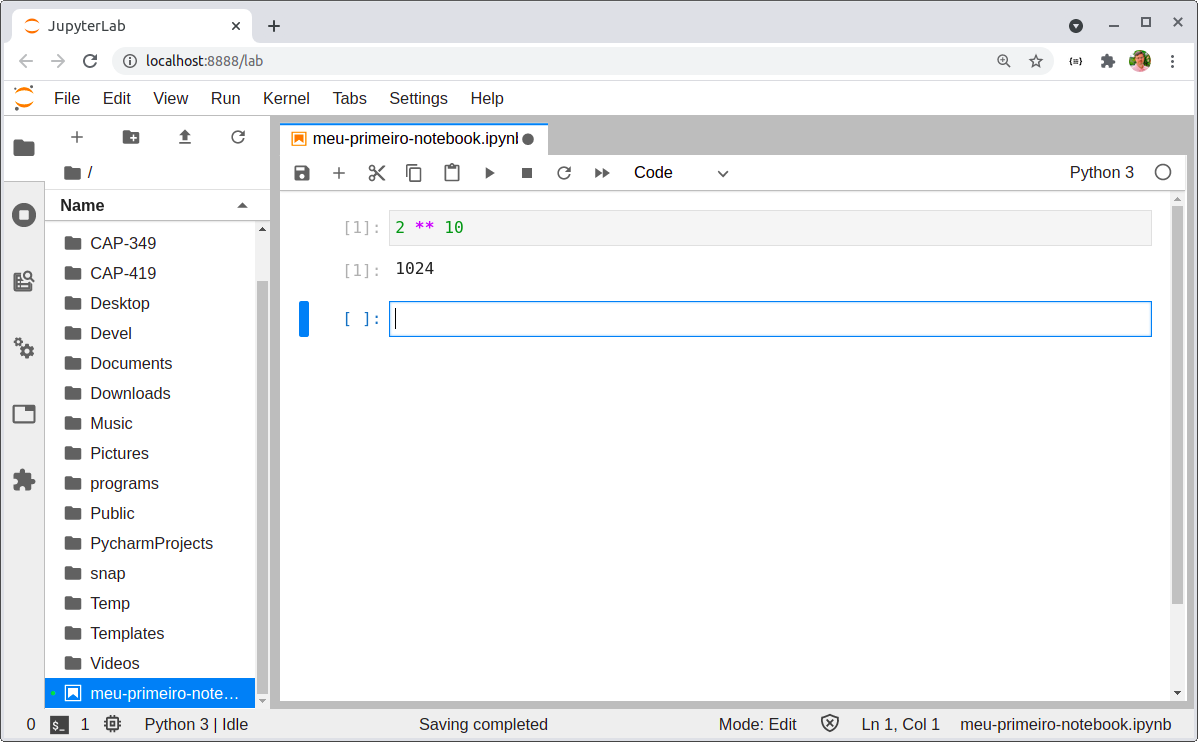 JupyterLab
localhost:8888/lab
File Edit View Run Kernel Tabs Settings Help
meu-primeiro-notebook.ipynl
/
Code Python 3
Name
[1]: 2 ** 10
[1]: 1024
[ ]:
CAP-349
CAP-419
Desktop
Devel
Documents
Downloads
Music
Pictures
programs
Public
PycharmProjects
snap
Temp
Templates
Videos
meu-primeiro-note…
0 $_ 1 Python 3 | Idle Saving completed Mode: Edit Ln 1, Col 1 meu-primeiro-notebook.ipynb